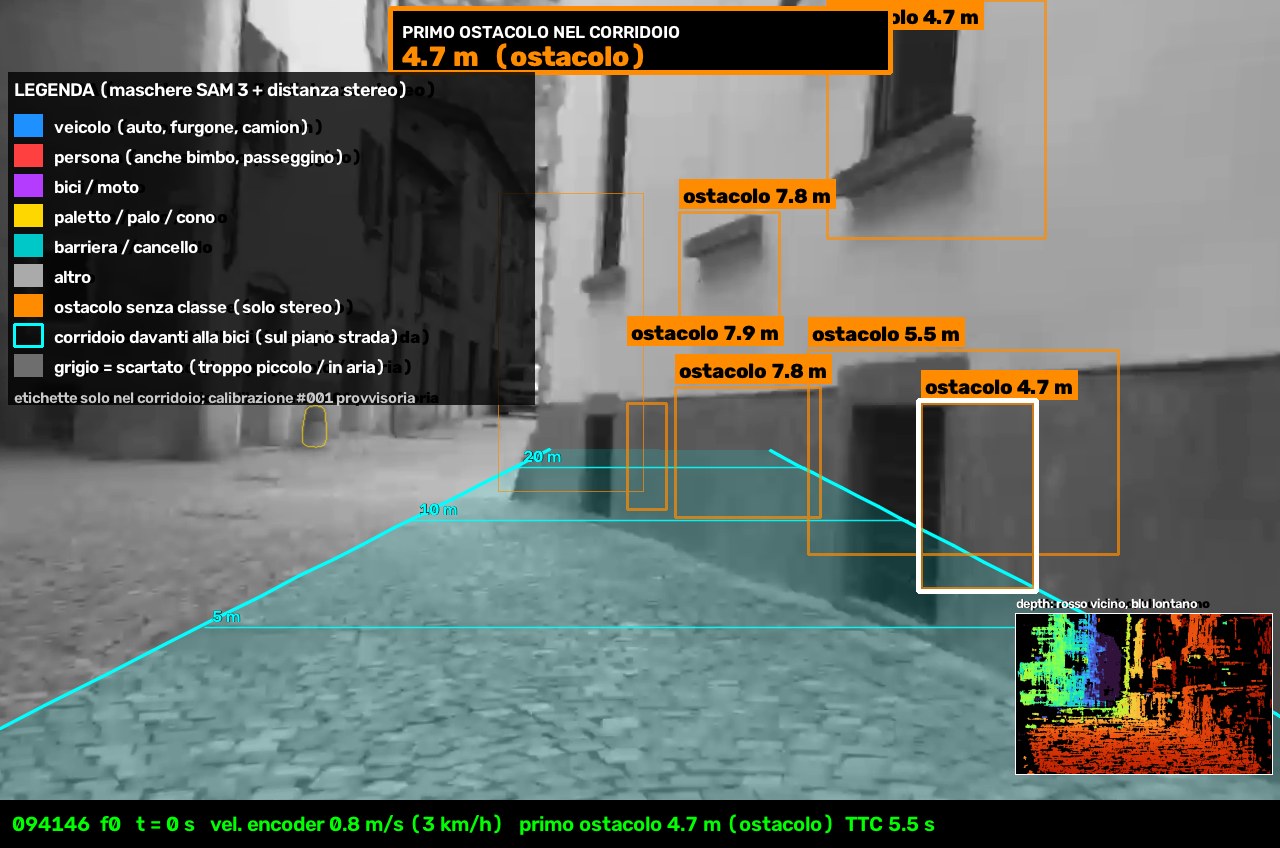 olo 4.7 m
PRIMO OSTACOLO NEL CORRIDOIO
4.7 m (ostacolo)
LEGENDA (maschere SAM 3 + distanza stereo)
veicolo (auto, furgone, camion)
persona (anche bimbo, passeggino)
bici / moto
paletto / palo / cono
barriera / cancello
altro
ostacolo senza classe (solo stereo)
corridoio davanti alla bici (sul piano strada)
grigio = scartato (troppo piccolo / in aria)
etichette solo nel corridoio; calibrazione #001 provvisoria
ostacolo 7.8 m
ostacolo 7.9 m
ostacolo 5.5 m
ostacolo 7.8 m
ostacolo 4.7 m
20 m
10 m
5 m
depth: rosso vicino, blu lontano
094146 f0 t = 0 s vel. encoder 0.8 m/s (3 km/h) primo ostacolo 4.7 m (ostacolo) TTC 5.5 s